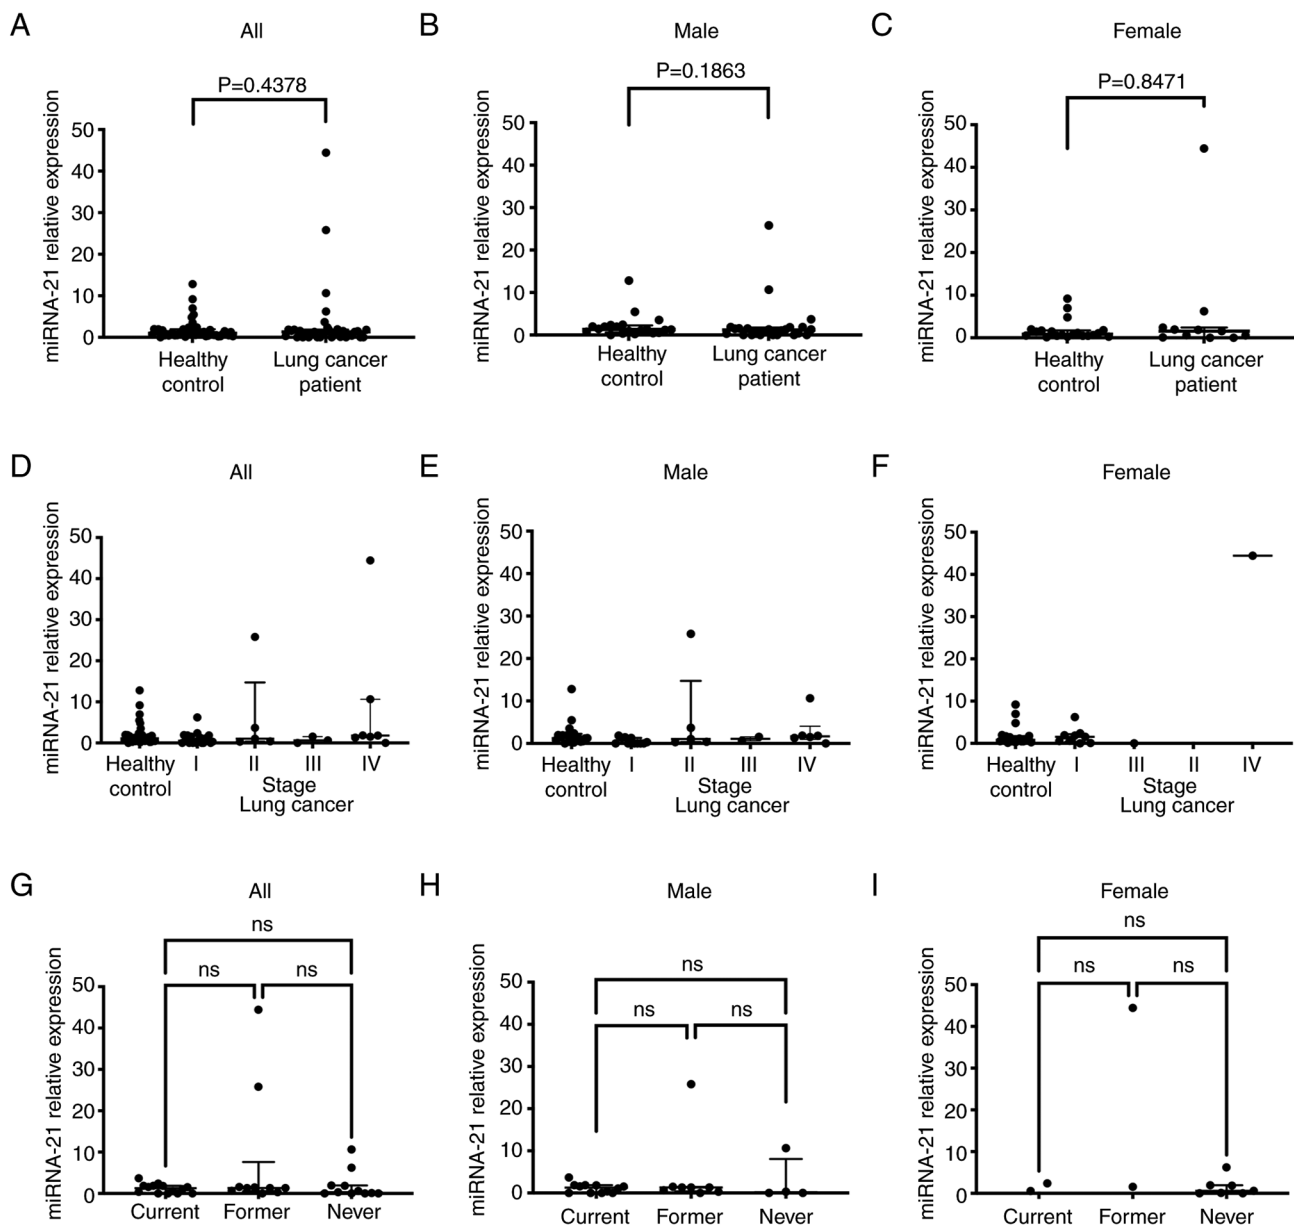 A
All
P=0.4378
miRNA-21 relative expression
50
40
30
20
10
0
Healthy
control
Lung cancer
patient
B
Male
P=0.1863
miRNA-21 relative expression
50
40
30
20
10
0
Healthy
control
Lung cancer
patient
C
Female
P=0.8471
miRNA-21 relative expression
50
40
30
20
10
0
Healthy
control
Lung cancer
patient
D
All
miRNA-21 relative expression
50
40
30
20
10
0
Healthy
control
I
II
III
IV
Stage
Lung cancer
E
Male
miRNA-21 relative expression
50
40
30
20
10
0
Healthy
control
I
II
III
IV
Stage
Lung cancer
F
Female
miRNA-21 relative expression
50
40
30
20
10
0
Healthy
control
I
III
II
IV
Stage
Lung cancer
G
All
ns
ns
ns
miRNA-21 relative expression
50
40
30
20
10
0
Current
Former
Never
H
Male
ns
ns
ns
miRNA-21 relative expression
50
40
30
20
10
0
Current
Former
Never
I
Female
ns
ns
ns
miRNA-21 relative expression
50
40
30
20
10
0
Current
Former
Never